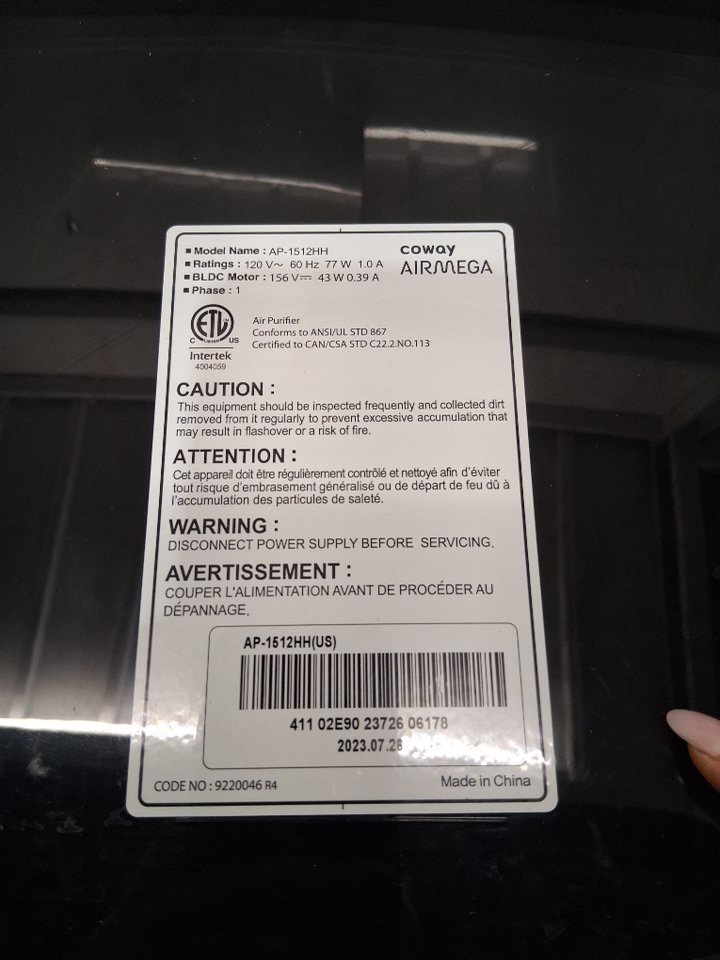 ▪ Model Name : AP-1512HH
coway
▪ Ratings : 120 V~ 60 Hz 77 W 1.0 A
AIRMEGA
▪ BLDC Motor : 156 V⎓ 43 W 0.39 A
▪ Phase : 1
ETL
C LISTED US
Intertek
4004059
Air Purifier
Conforms to ANSI/UL STD 867
Certified to CAN/CSA STD C22.2.NO.113
CAUTION :
This equipment should be inspected frequently and collected dirt
removed from it regularly to prevent excessive accumulation that
may result in flashover or a risk of fire.
ATTENTION :
Cet appareil doit être régulièrement contrôlé et nettoyé afin d'éviter
tout risque d'embrasement généralisé ou de départ de feu dû à
l'accumulation des particules de saleté.
WARNING :
DISCONNECT POWER SUPPLY BEFORE SERVICING.
AVERTISSEMENT :
COUPER L'ALIMENTATION AVANT DE PROCÉDER AU
DÉPANNAGE.
AP-1512HH(US)
411 02E90 23726 06178
2023.07.26
CODE NO : 9220046 R4
Made in China